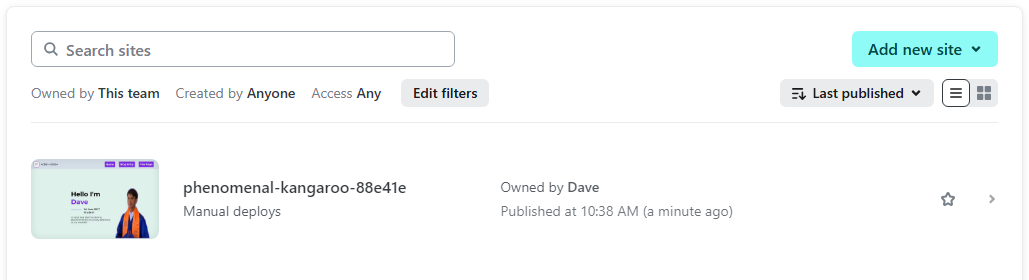 Search sites
Add new site
Owned by This team Created by Anyone Access Any Edit filters
Last published
Hello I'm
Dave
phenomenal-kangaroo-88e41e
Manual deploys
Owned by Dave
Published at 10:38 AM (a minute ago)